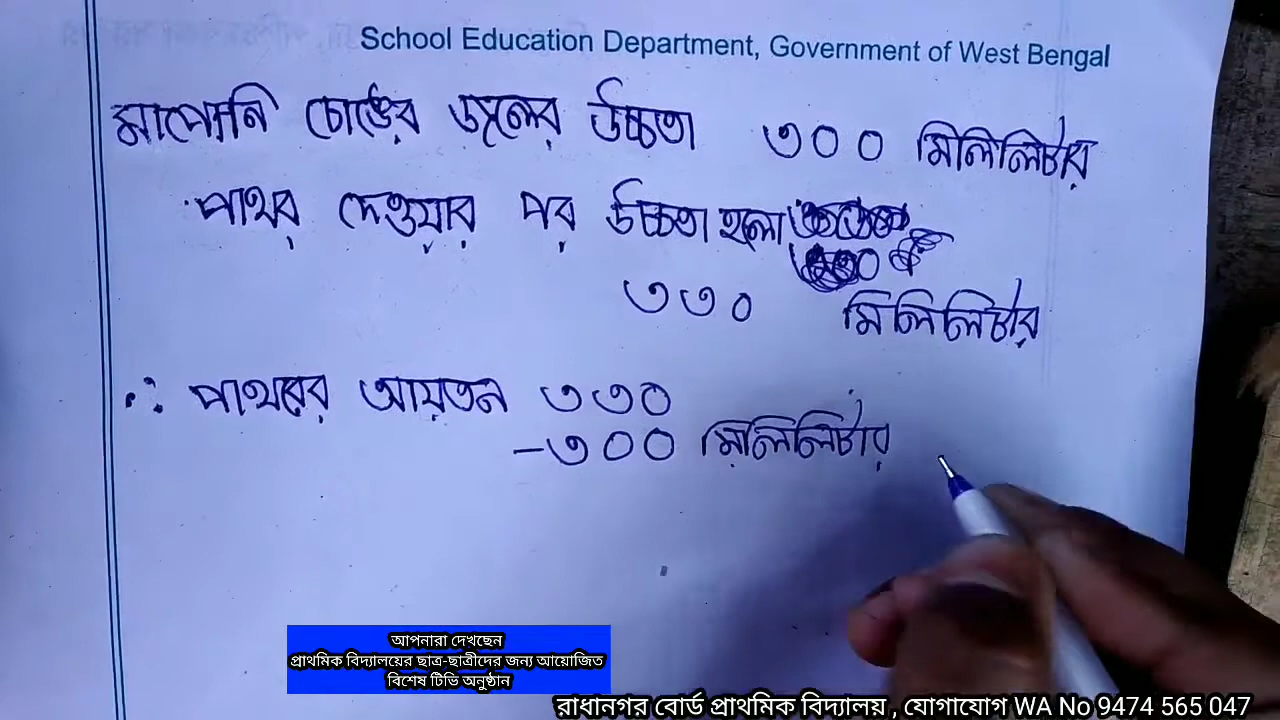 School Education Department, Government of West Bengal
মাপোনি চোঙের জলের উচ্চতা ৩০০ মিলিলিটার
পাথর দেওয়ার পর উচ্চতা হলো
৩৩০ মিলিলিটার
∴ পাথরের আয়তন ৩৩০
-৩০০ মিলিলিটার
আপনারা দেখছেন
প্রাথমিক বিদ্যালয়ের ছাত্র-ছাত্রীদের জন্য আয়োজিত
বিশেষ টিভি অনুষ্ঠান
রাধানগর বোর্ড প্রাথমিক বিদ্যালয় , যোগাযোগ WA No 9474 565 047